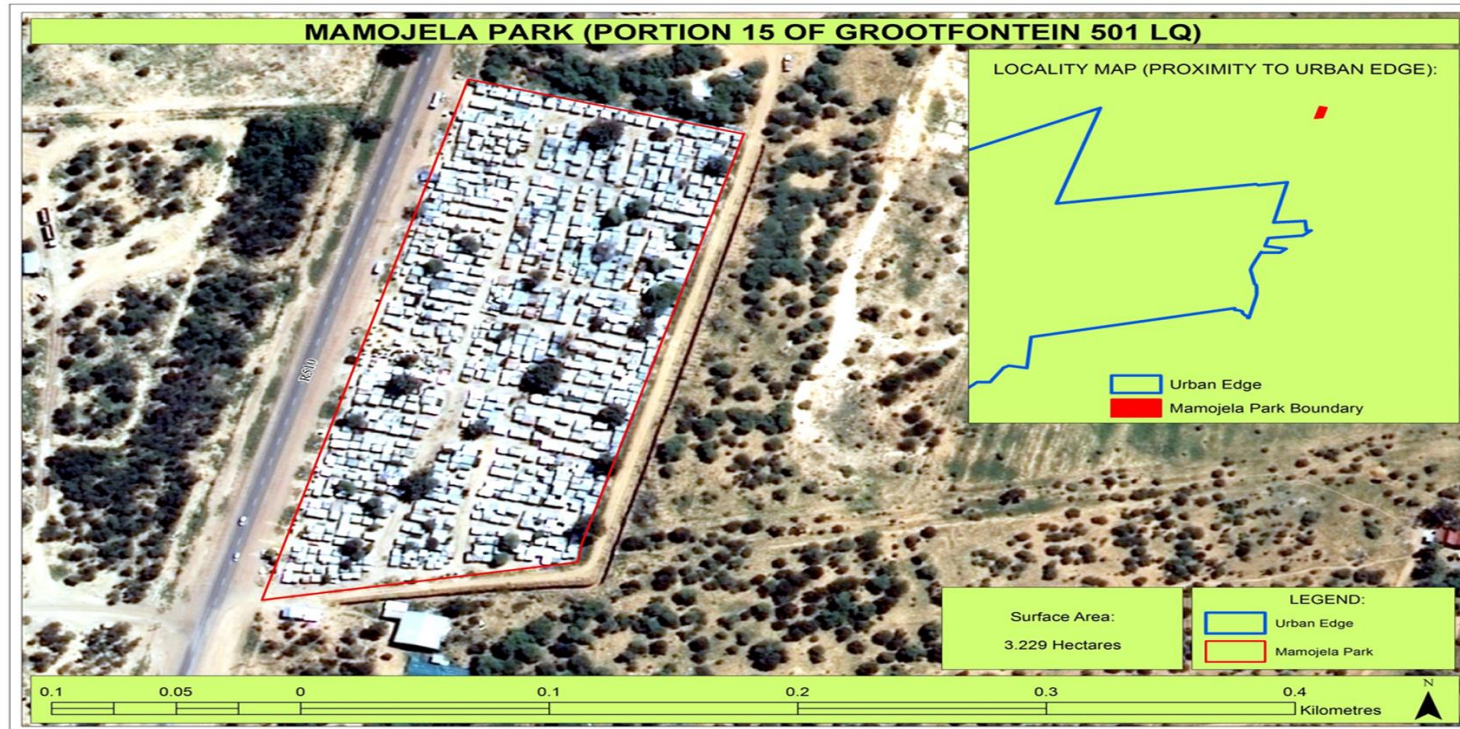 MAMOJELA PARK (PORTION 15 OF GROOTFONTEIN 501 LQ)
LOCALITY MAP (PROXIMITY TO URBAN EDGE):
Urban Edge
Mamojela Park Boundary
R510
Surface Area:
3.229 Hectares
LEGEND:
Urban Edge
Mamojela Park
0.1 0.05 0 0.1 0.2 0.3 0.4
Kilometres
N